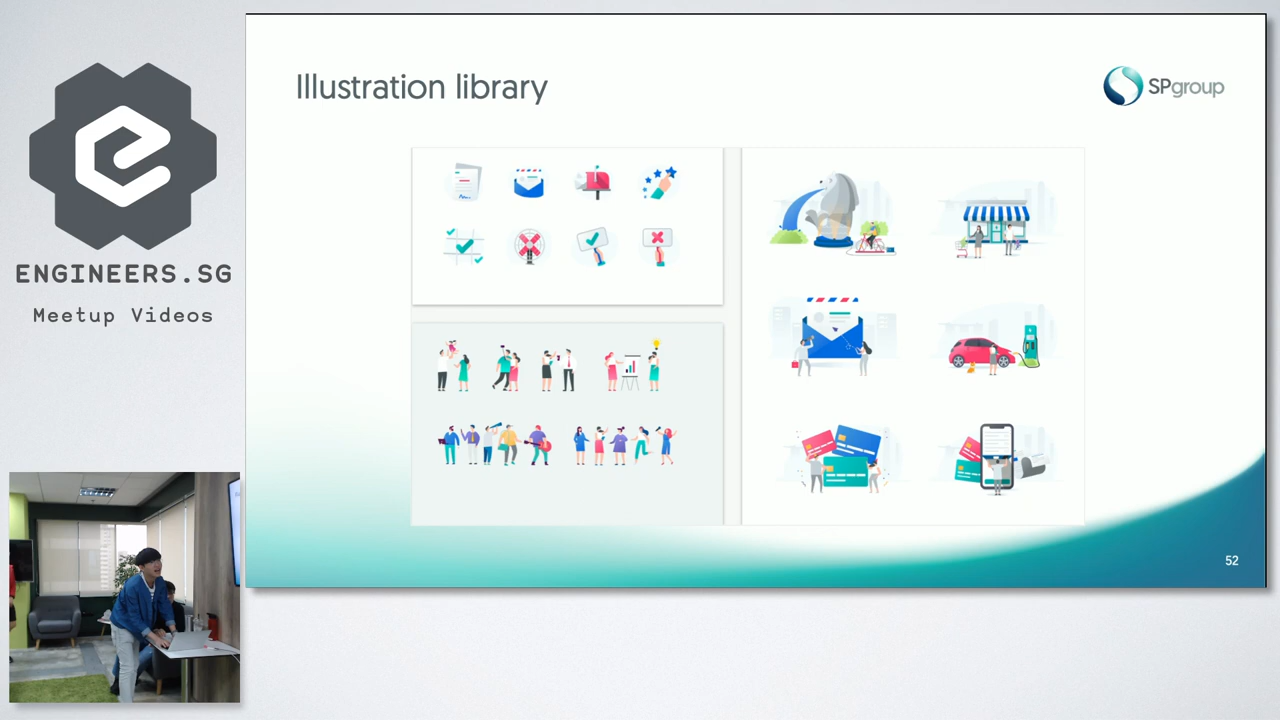 ENGINEERS.SG
Meetup Videos
Illustration library
SPgroup
52